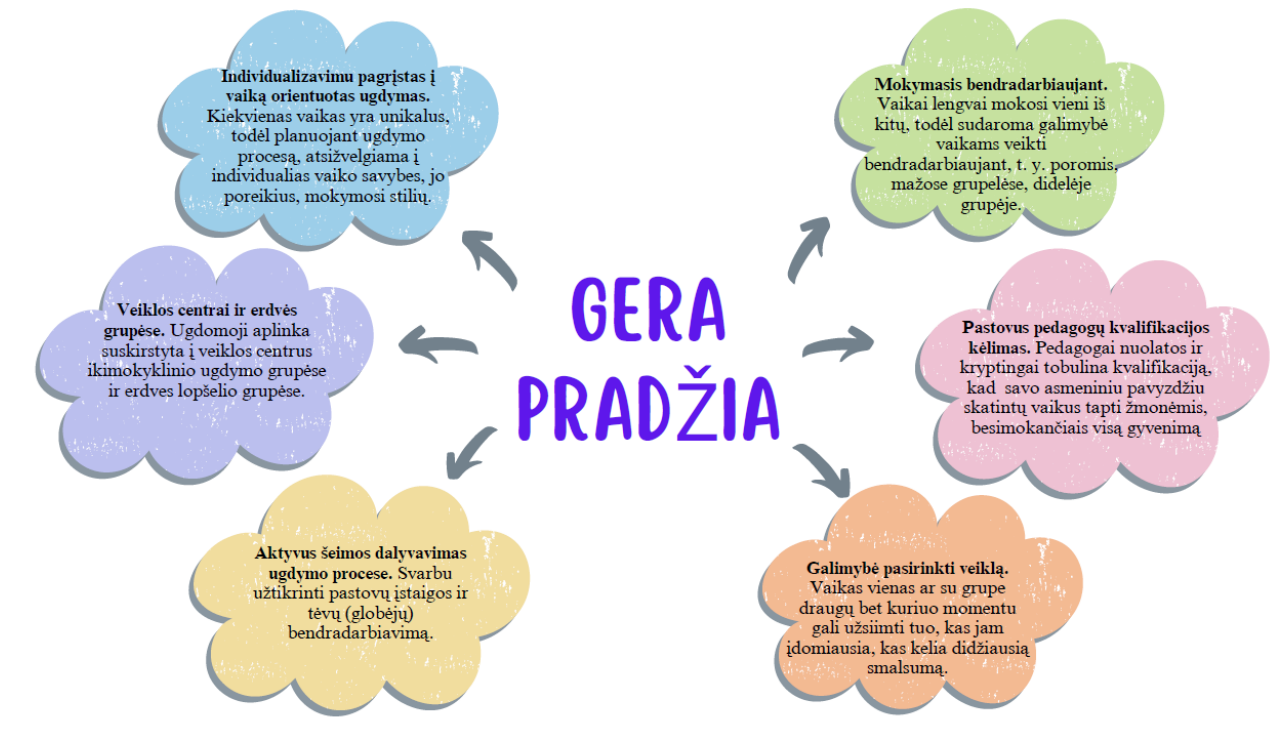 Individualizavimu pagrįstas į
vaiką orientuotas ugdymas.
Kiekvienas vaikas yra unikalus,
todėl planuojant ugdymo
procesą, atsižvelgiama į
individualias vaiko savybes, jo
poreikius, mokymosi stilių.
Mokymasis bendradarbiaujant.
Vaikai lengvai mokosi vieni iš
kitų, todėl sudaroma galimybė
vaikams veikti
bendradarbiaujant, t. y. poromis,
mažose grupelėse, didelėje
grupėje.
GERA
PRADŽIA
Veiklos centrai ir erdvės
grupėse. Ugdomoji aplinka
suskirstyta į veiklos centrus
ikimokyklinio ugdymo grupėse
ir erdves lopšelio grupėse.
Pastovus pedagogų kvalifikacijos
kėlimas. Pedagogai nuolatos ir
kryptingai tobulina kvalifikaciją,
kad savo asmeniniu pavyzdžiu
skatintų vaikus tapti žmonėmis,
besimokančiais visą gyvenimą
Aktyvus šeimos dalyvavimas
ugdymo procese. Svarbu
užtikrinti pastovų įstaigos ir
tėvų (globėjų)
bendradarbiavimą.
Galimybė pasirinkti veiklą.
Vaikas vienas ar su grupe
draugų bet kuriuo momentu
gali užsiimti tuo, kas jam
įdomiausia, kas kelia didžiausią
smalsumą.